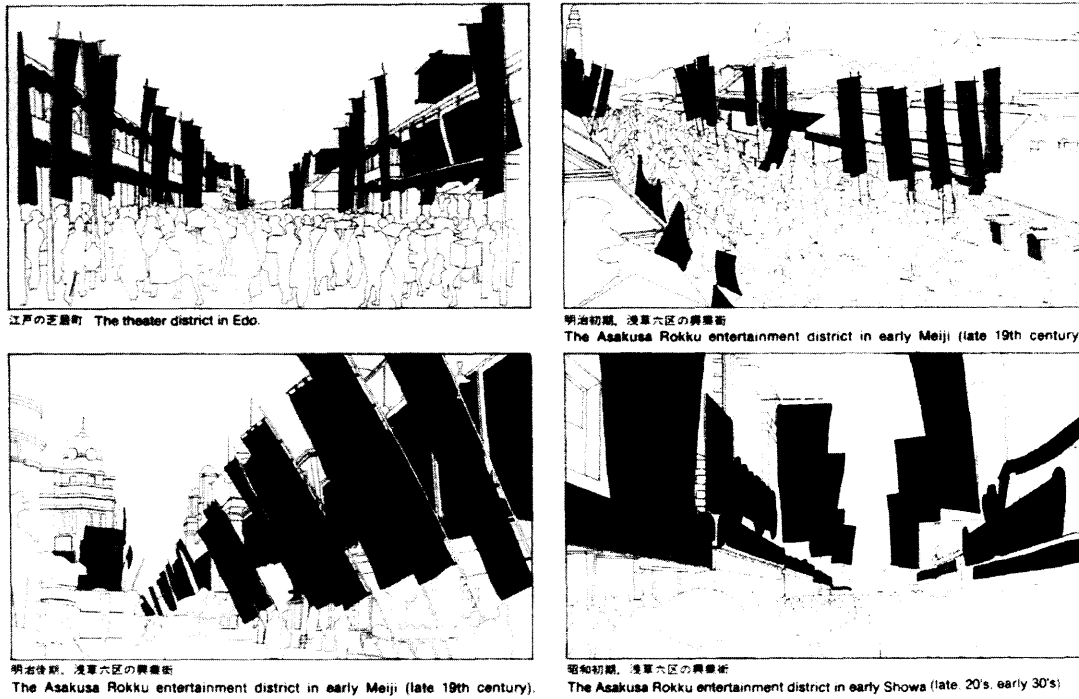 江戸の芝居町 The theater district in Edo.
明治初期、浅草六区の興業街
The Asakusa Rokku entertainment district in early Meiji (late 19th century
明治後期、浅草六区の興業街
The Asakusa Rokku entertainment district in early Meiji (late 19th century).
昭和初期、浅草六区の興業街
The Asakusa Rokku entertainment district in early Showa (late 20's, early 30's)